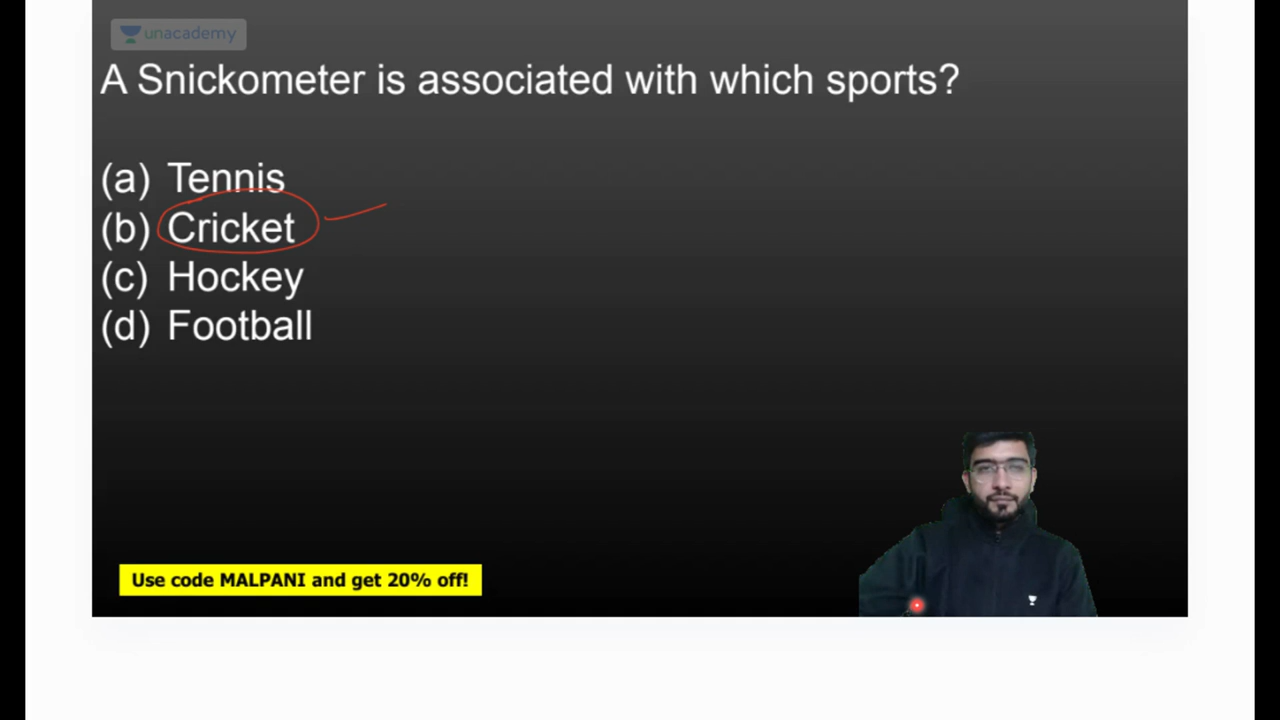 unacademy
A Snickometer is associated with which sports?
(a) Tennis
(b) Cricket
(c) Hockey
(d) Football
Use code MALPANI and get 20% off!